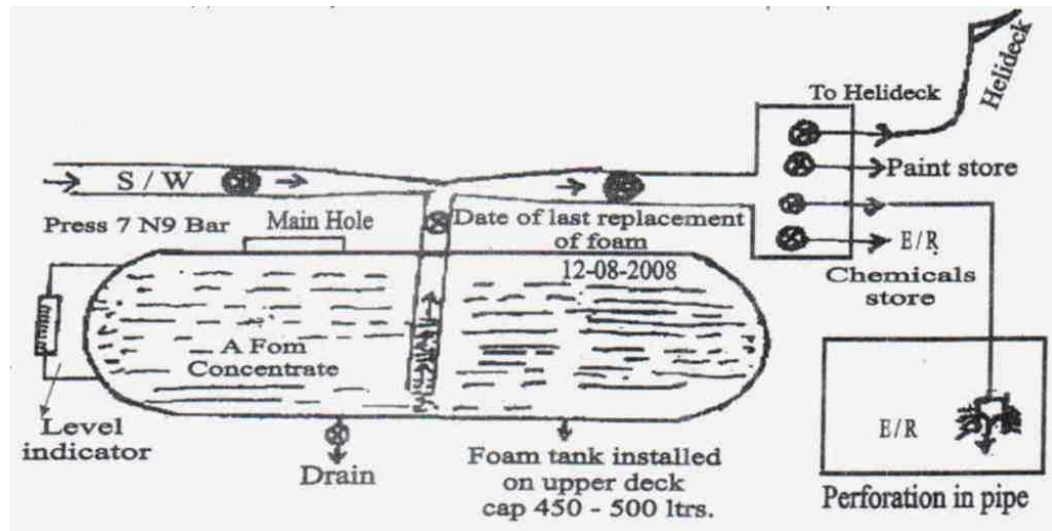 To Helideck
Helideck
S / W
Paint store
Press 7 N9 Bar
Main Hole
Date of last replacement
of foam
12-08-2008
E / R
Chemicals
store
A Fom
Concentrate
Level
indicator
Drain
Foam tank installed
on upper deck
cap 450 - 500 ltrs.
E / R
Perforation in pipe